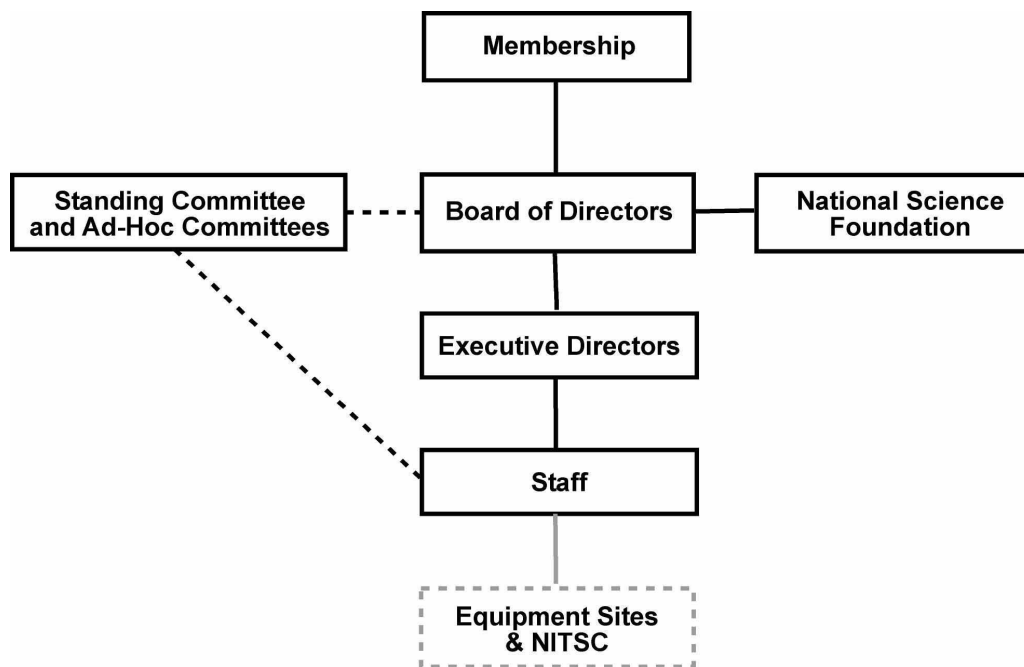 Membership
Standing Committee
and Ad-Hoc Committees
Board of Directors
National Science
Foundation
Executive Directors
Staff
Equipment Sites
& NITSC